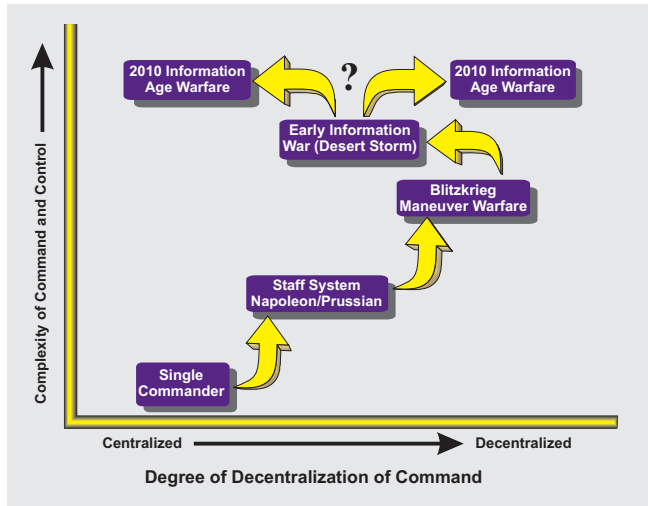 2010 Information
Age Warfare
?
2010 Information
Age Warfare
Early Information
War (Desert Storm)
Blitzkrieg
Maneuver Warfare
Staff System
Napoleon/Prussian
Single
Commander
Complexity of Command and Control
Centralized
Decentralized
Degree of Decentralization of Command